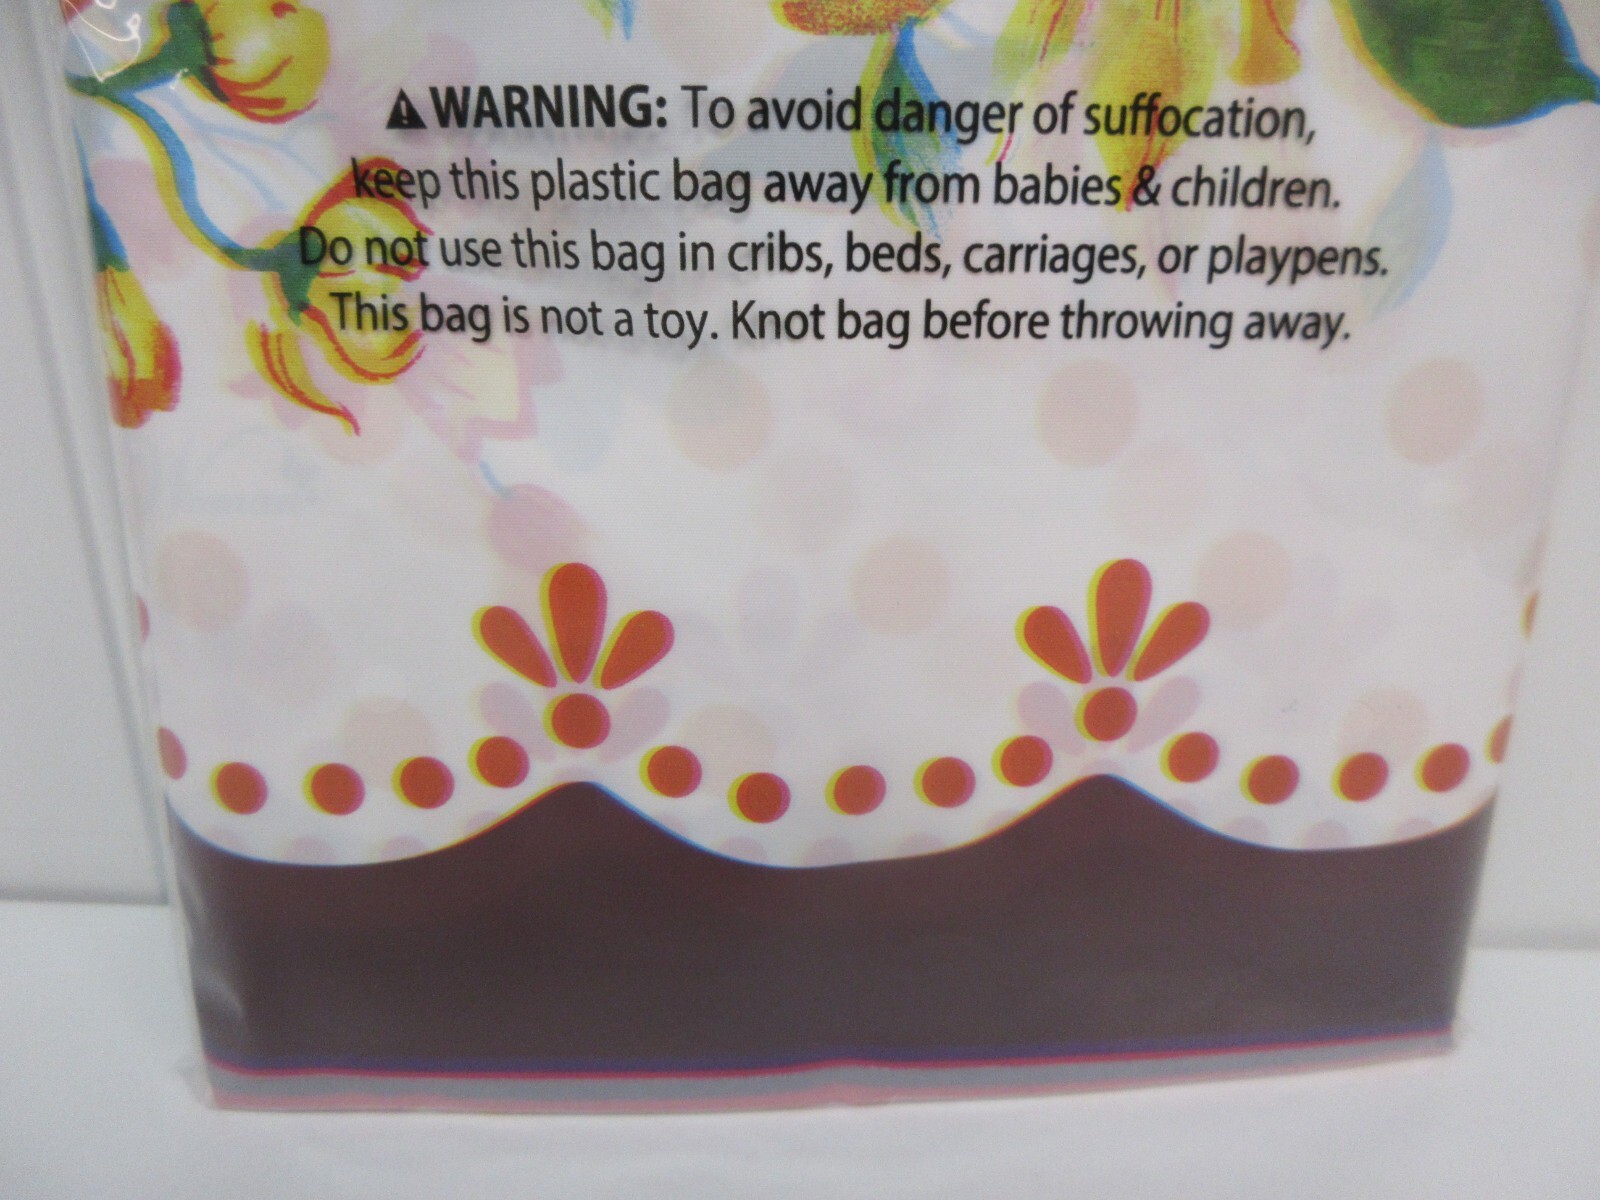 ⚠WARNING: To avoid danger of suffocation,
keep this plastic bag away from babies & children.
Do not use this bag in cribs, beds, carriages, or playpens.
This bag is not a toy. Knot bag before throwing away.